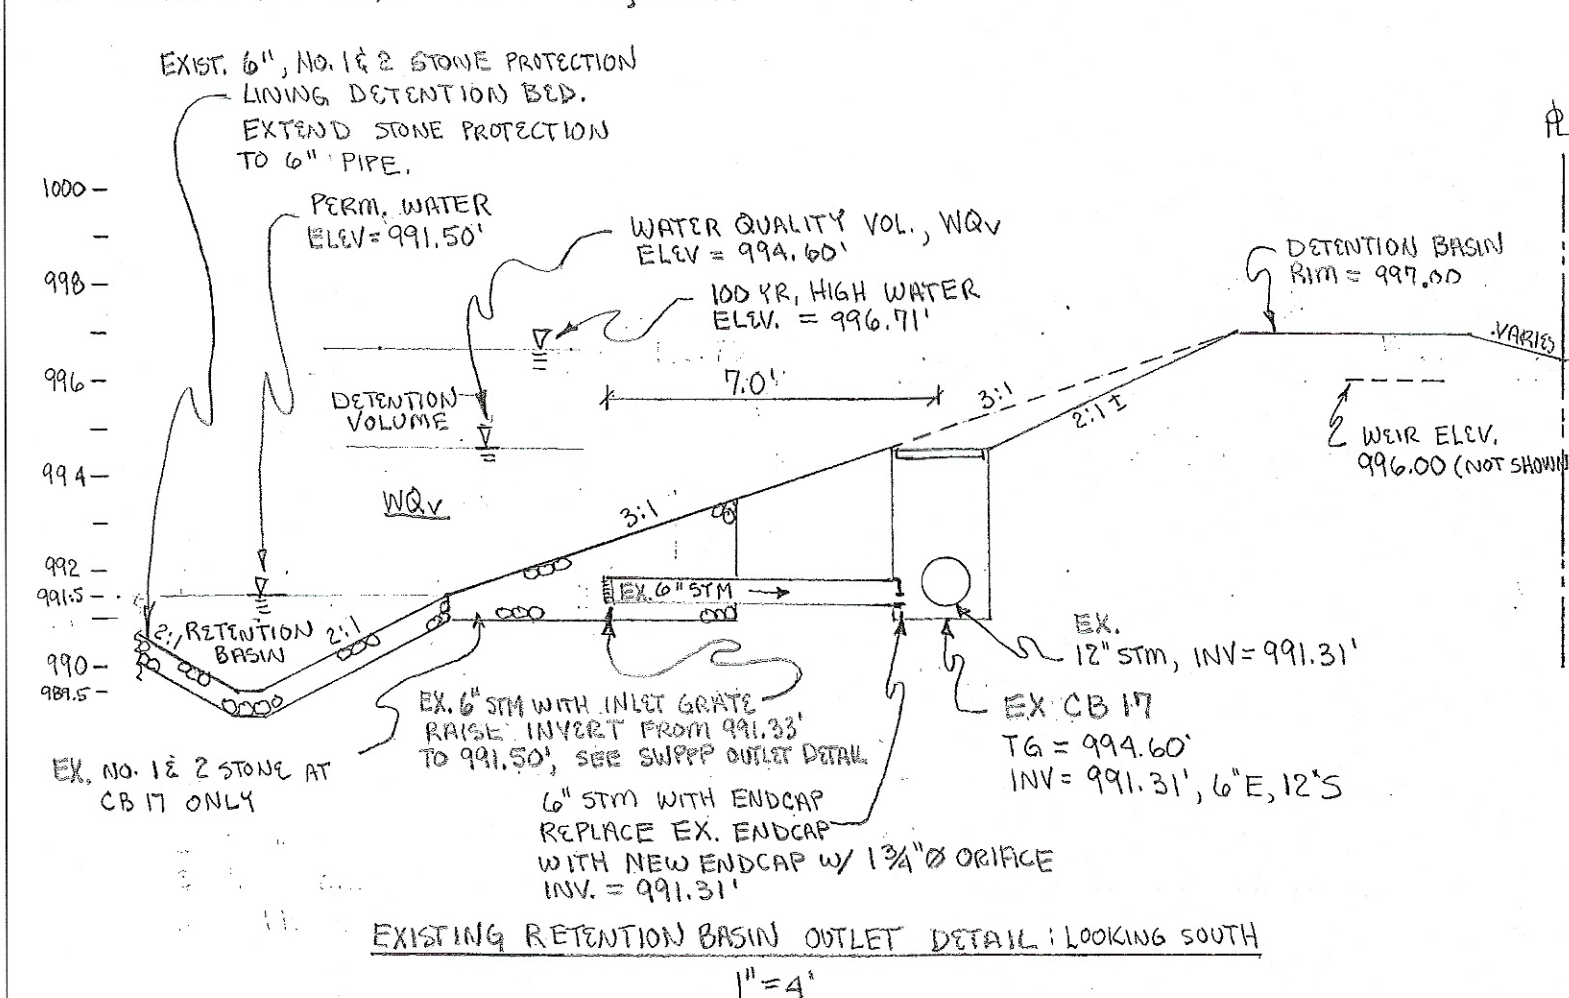 EXIST. 6", NO. 1 & 2 STONE PROTECTION
LINING DETENTION BED.
EXTEND STONE PROTECTION
TO 6" PIPE.
PERM. WATER
ELEV = 991.50'
WATER QUALITY VOL., WQv
ELEV = 994.60'
100 YR, HIGH WATER
ELEV. = 996.71'
DETENTION BASIN
RIM = 997.00
PL
1000
998
996
994
992
991.5
990
989.5
DETENTION
VOLUME
7.0'
3:1
2:1 ±
VARIES
WEIR ELEV.
996.00 (NOT SHOWN
WQv
3:1
EX. 6" STM
2:1
RETENTION
BASIN
2:1
EX.
12" STM, INV = 991.31'
EX. 6" STM WITH INLET GRATE
RAISE INVERT FROM 991.33'
TO 991.50', SEE SWPPP OUTLET DETAIL
EX CB 17
TG = 994.60'
INV = 991.31', 6"E, 12"S
EX. NO. 1 & 2 STONE AT
CB 17 ONLY
6" STM WITH ENDCAP
REPLACE EX. ENDCAP
WITH NEW ENDCAP W/ 1 3/4" Ø ORIFICE
INV. = 991.31'
EXISTING RETENTION BASIN OUTLET DETAIL : LOOKING SOUTH
1" = 4'